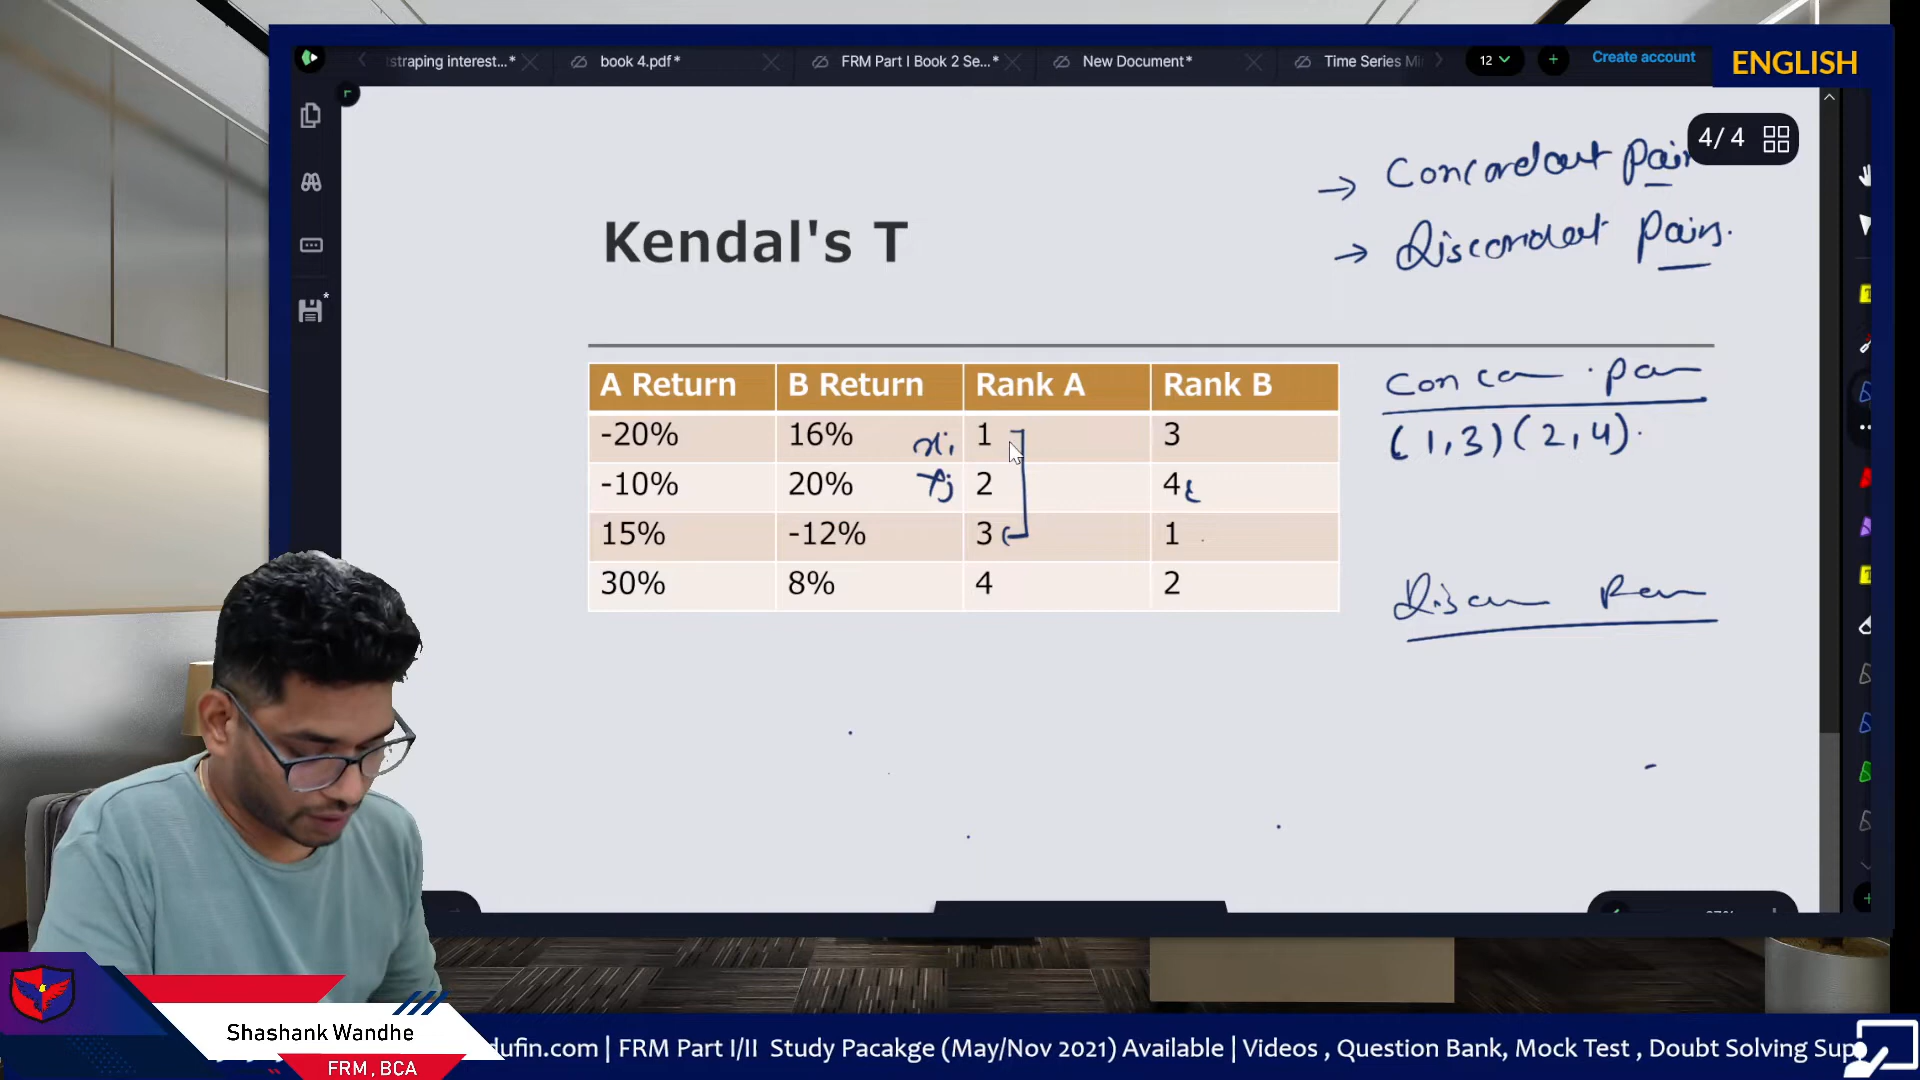 straping interest...*
book 4.pdf*
FRM Part I Book 2 Se...*
New Document*
Time Series Mi
12
Create account
ENGLISH
4/ 4
→ Concordant Pair
→ Discordant Pairs.
Kendal's T
A Return B Return Rank A Rank B
-20% 16% xi 1 3
-10% 20% 2 4
15% -12% 3 1
30% 8% 4 2
(1,3)(2,4).
Shashank Wandhe
FRM, BCA
dufin.com | FRM Part I/II Study Pacakge (May/Nov 2021) Available | Videos , Question Bank, Mock Test , Doubt Solving Sup